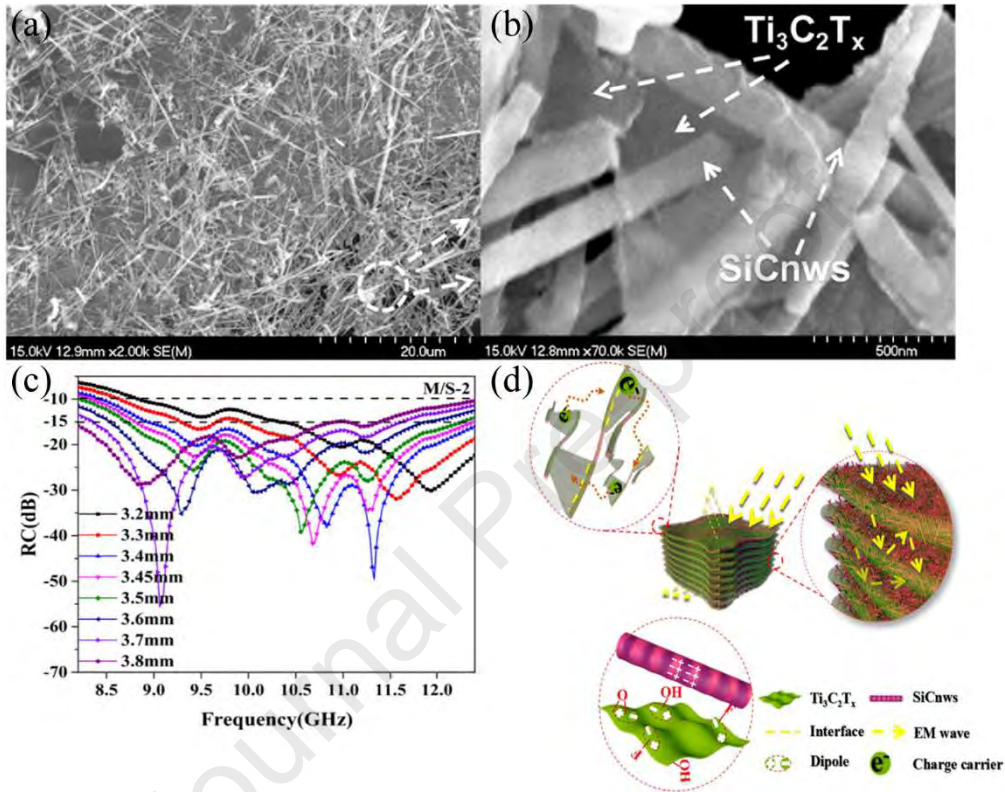 (a)
15.0kV 12.9mm x2.00k SE(M)
20.0um
(b)
Ti₃C₂Tₓ
SiCnws
15.0kV 12.8mm x70.0k SE(M)
500nm
(c)
M/S-2
-10
-15
-20
-30
-40
-50
-60
-70
RC(dB)
3.2mm
3.3mm
3.4mm
3.45mm
3.5mm
3.6mm
3.7mm
3.8mm
8.5 9.0 9.5 10.0 10.5 11.0 11.5 12.0
Frequency(GHz)
(d)
e⁻
e⁻
e⁻
O
OH
F
F
OH
Ti₃C₂Tₓ SiCnws
Interface EM wave
Dipole e⁻ Charge carrier
Journal Pre-proof